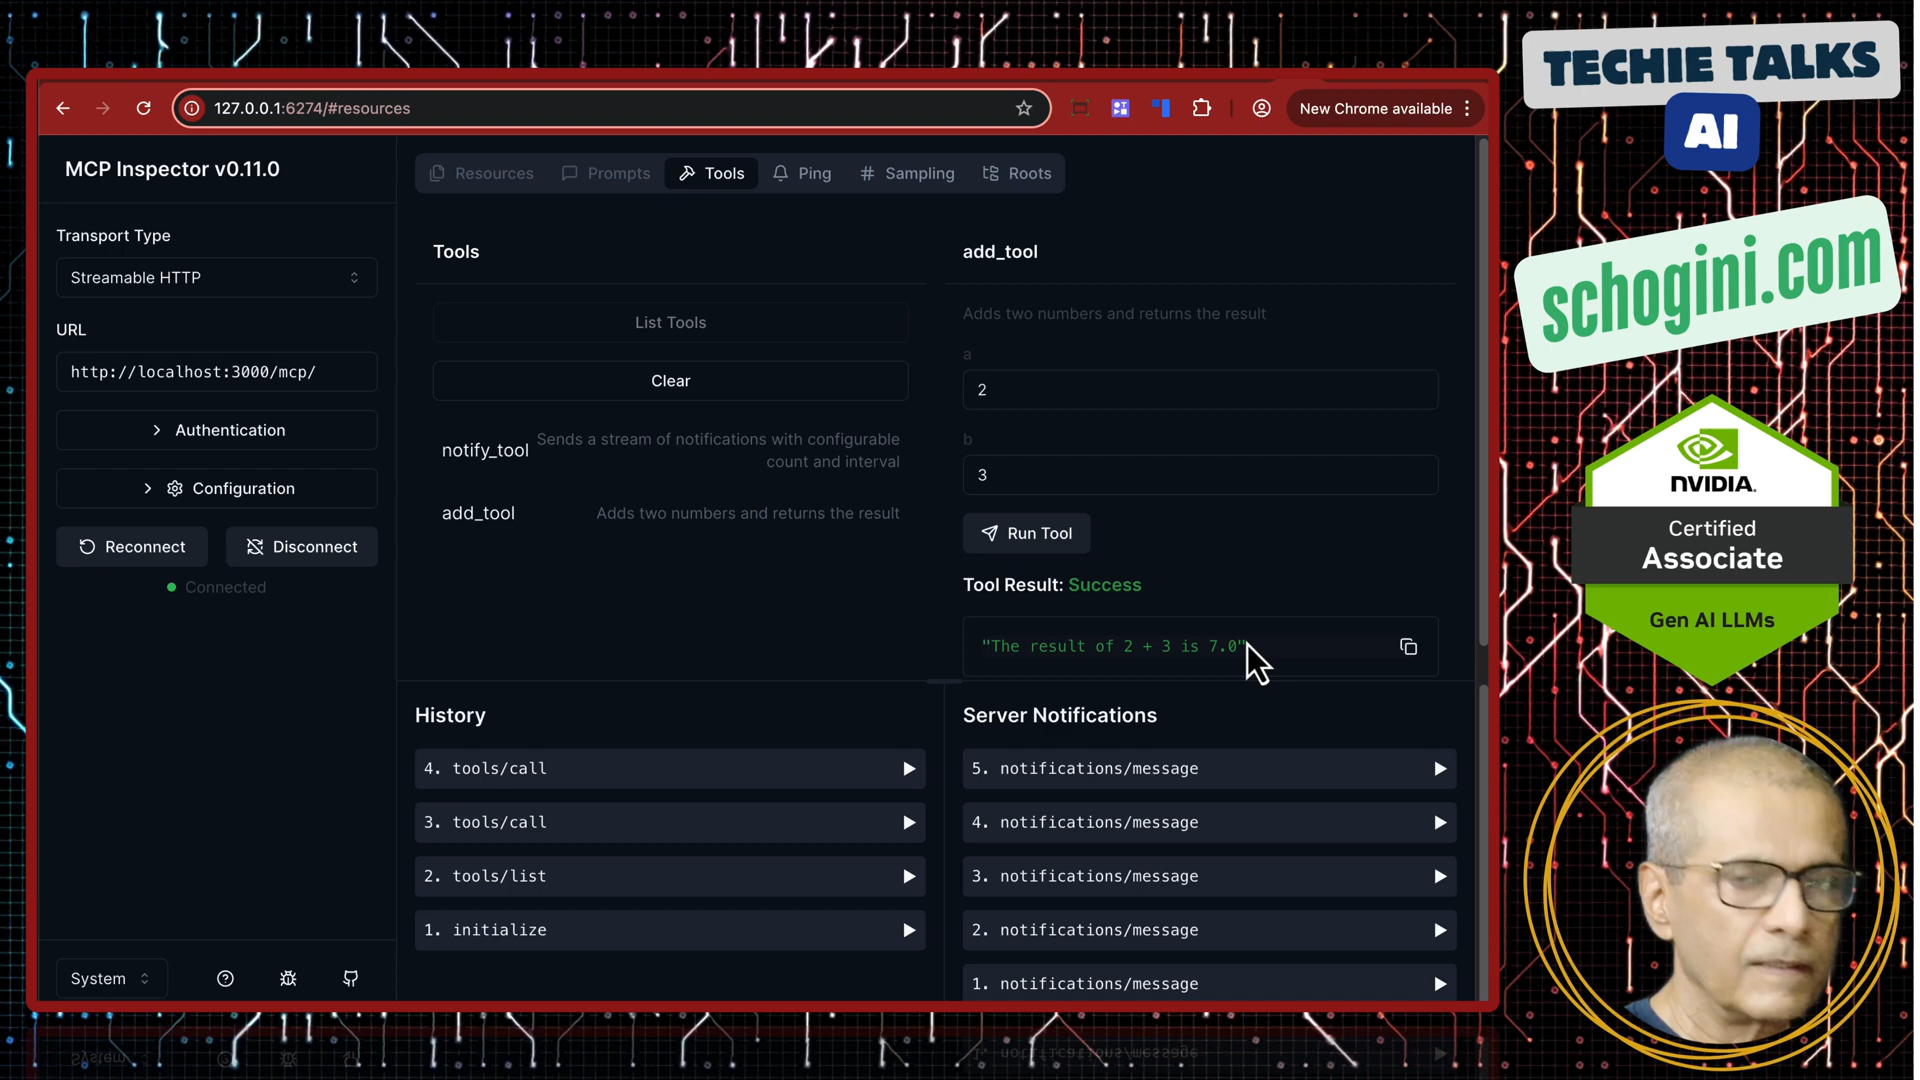 TECHIE TALKS
AI
schogini.com
NVIDIA.
Certified
Associate
Gen AI LLMs
127.0.0.1:6274/#resources
New Chrome available
MCP Inspector v0.11.0
Transport Type
Streamable HTTP
URL
http://localhost:3000/mcp/
Authentication
Configuration
Reconnect
Disconnect
Connected
System
Resources
Prompts
Tools
Ping
Sampling
Roots
Tools
List Tools
Clear
notify_tool
Sends a stream of notifications with configurable
count and interval
add_tool
Adds two numbers and returns the result
add_tool
Adds two numbers and returns the result
a
2
b
3
Run Tool
Tool Result: Success
"The result of 2 + 3 is 7.0"
History
4. tools/call
3. tools/call
2. tools/list
1. initialize
Server Notifications
5. notifications/message
4. notifications/message
3. notifications/message
2. notifications/message
1. notifications/message